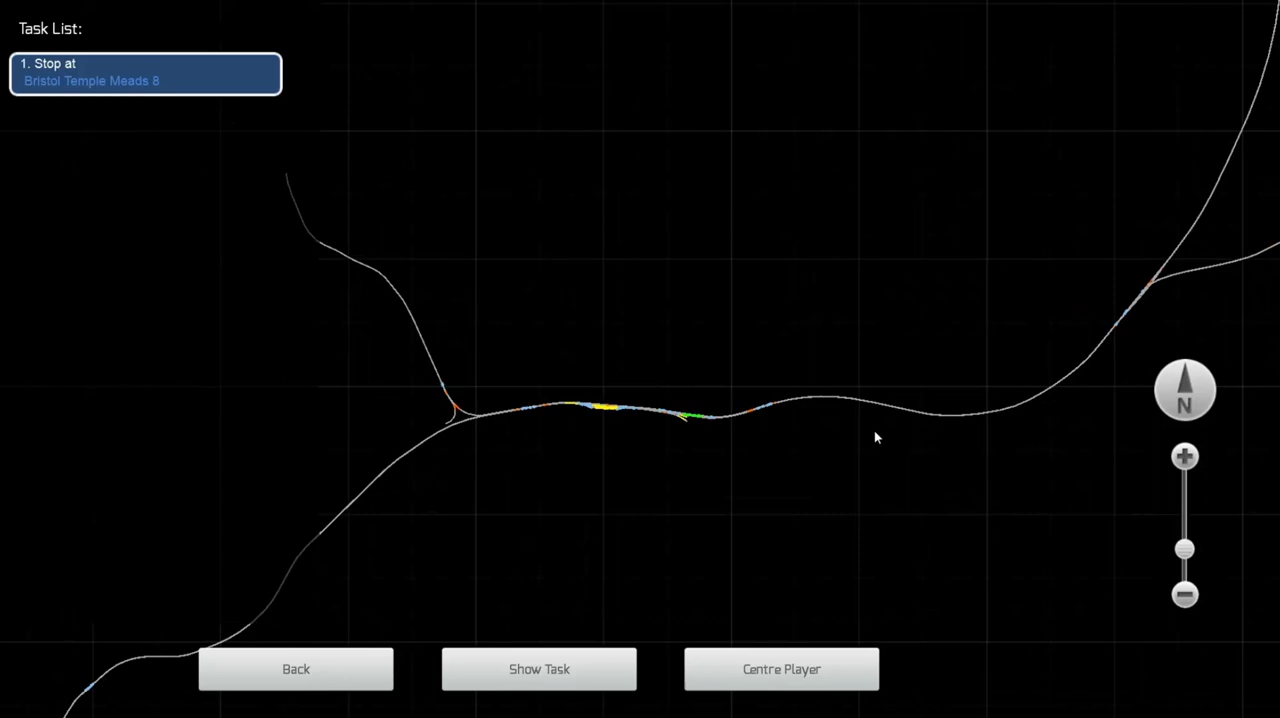 Task List:
1. Stop at
Bristol Temple Meads 8
N
Back
Show Task
Centre Player